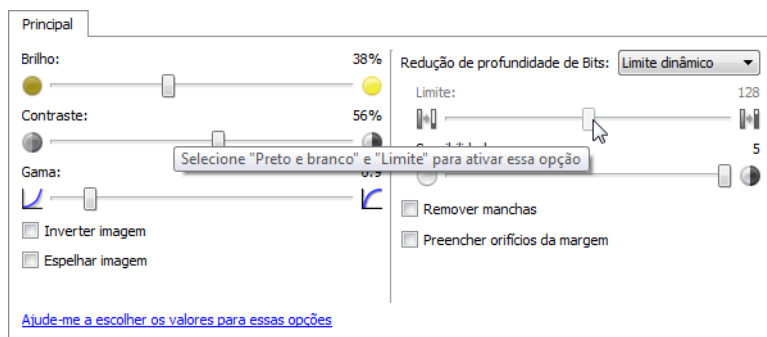 Principal
Brilho: 38%
Contraste: 56%
Gama: 0.9
Inverter imagem
Espelhar imagem
Ajude-me a escolher os valores para essas opções
Redução de profundidade de Bits: Limite dinâmico
Limite: 128
Selecione "Preto e branco" e "Limite" para ativar essa opção
5
Remover manchas
Preencher orifícios da margem